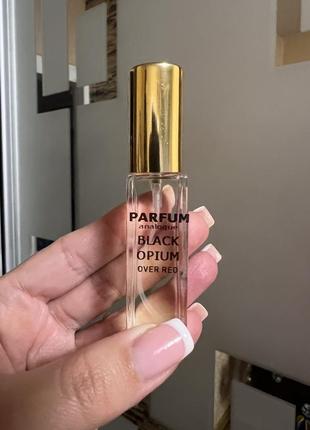 PARFUM
analogue
BLACK
OPIUM
OVER RED